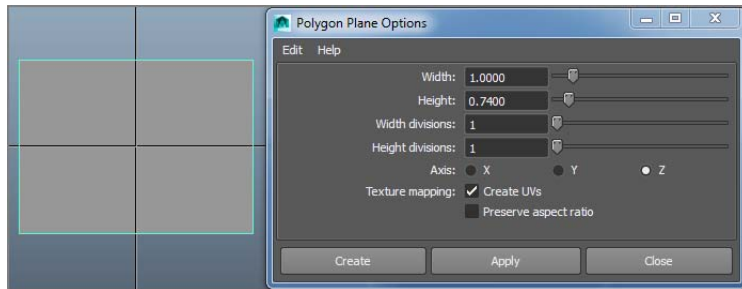 Polygon Plane Options
Edit Help
Width: 1.0000
Height: 0.7400
Width divisions: 1
Height divisions: 1
Axis: X Y Z
Texture mapping: Create UVs
Preserve aspect ratio
Create Apply Close